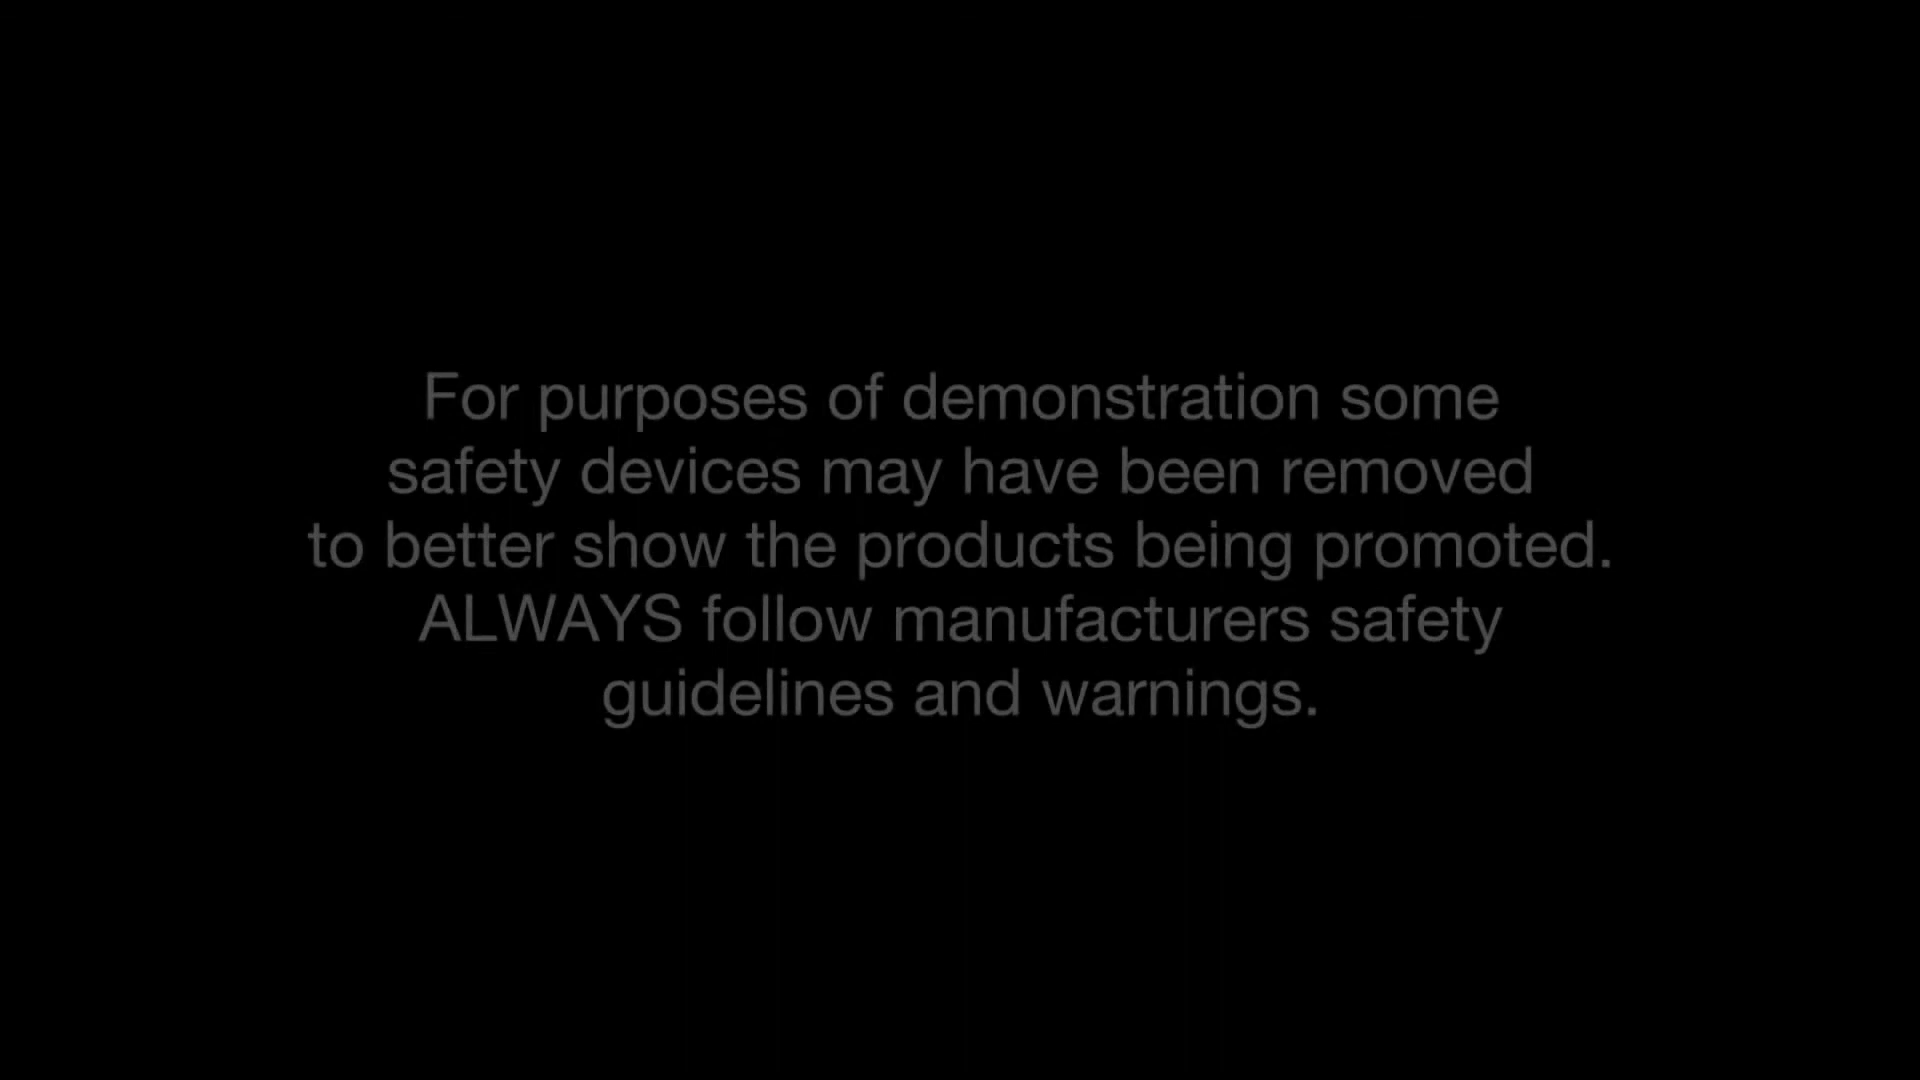 For purposes of demonstration some
safety devices may have been removed
to better show the products being promoted.
ALWAYS follow manufacturers safety
guidelines and warnings.